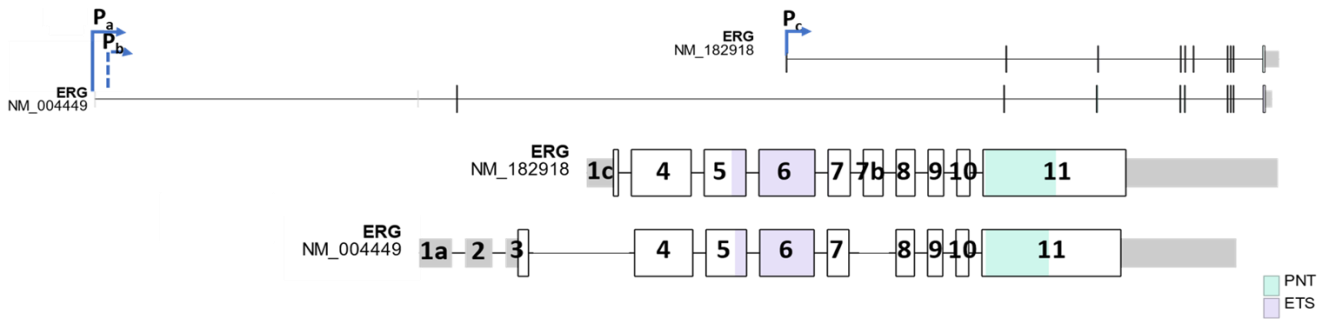 Pa
Pb
ERG
NM_004449
Pc
ERG
NM_182918
ERG
NM_182918
1c 4 5 6 7 7b 8 9 10 11
ERG
NM_004449
1a 2 3 4 5 6 7 8 9 10 11
PNT
ETS